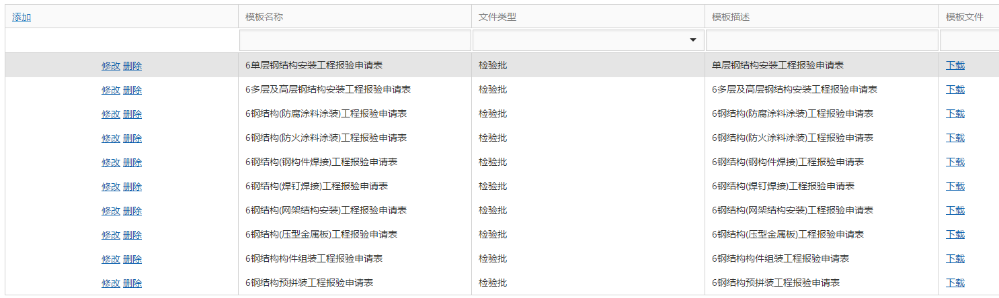 添加 模板名称 文件类型 模板描述 模板文件
修改 删除 6单层钢结构安装工程报验申请表 检验批 单层钢结构安装工程报验申请表 下载
修改 删除 6多层及高层钢结构安装工程报验申请表 检验批 6多层及高层钢结构安装工程报验申请表 下载
修改 删除 6钢结构(防腐涂料涂装)工程报验申请表 检验批 6钢结构(防腐涂料涂装)工程报验申请表 下载
修改 删除 6钢结构(防火涂料涂装)工程报验申请表 检验批 6钢结构(防火涂料涂装)工程报验申请表 下载
修改 删除 6钢结构(钢构件焊接)工程报验申请表 检验批 6钢结构(钢构件焊接)工程报验申请表 下载
修改 删除 6钢结构(焊钉焊接)工程报验申请表 检验批 6钢结构(焊钉焊接)工程报验申请表 下载
修改 删除 6钢结构(网架结构安装)工程报验申请表 检验批 6钢结构(网架结构安装)工程报验申请表 下载
修改 删除 6钢结构(压型金属板)工程报验申请表 检验批 6钢结构(压型金属板)工程报验申请表 下载
修改 删除 6钢结构构件组装工程报验申请表 检验批 6钢结构构件组装工程报验申请表 下载
修改 删除 6钢结构预拼装工程报验申请表 检验批 6钢结构预拼装工程报验申请表 下载